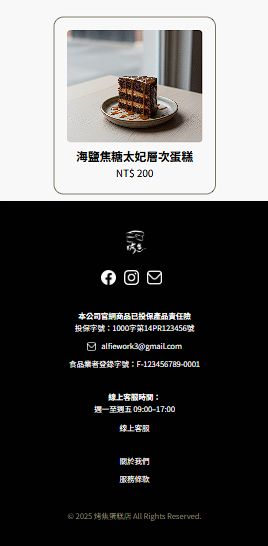 海鹽焦糖太妃層次蛋糕
NT$ 200
本公司官網商品已投保產品責任險
投保字號：1000字第14PR123456號
alfiework3@gmail.com
食品業者登錄字號：F-123456789-0001
線上客服時間：
週一至週五 09:00–17:00
線上客服
關於我們
服務條款
© 2025 烤焦蛋糕店 All Rights Reserved.